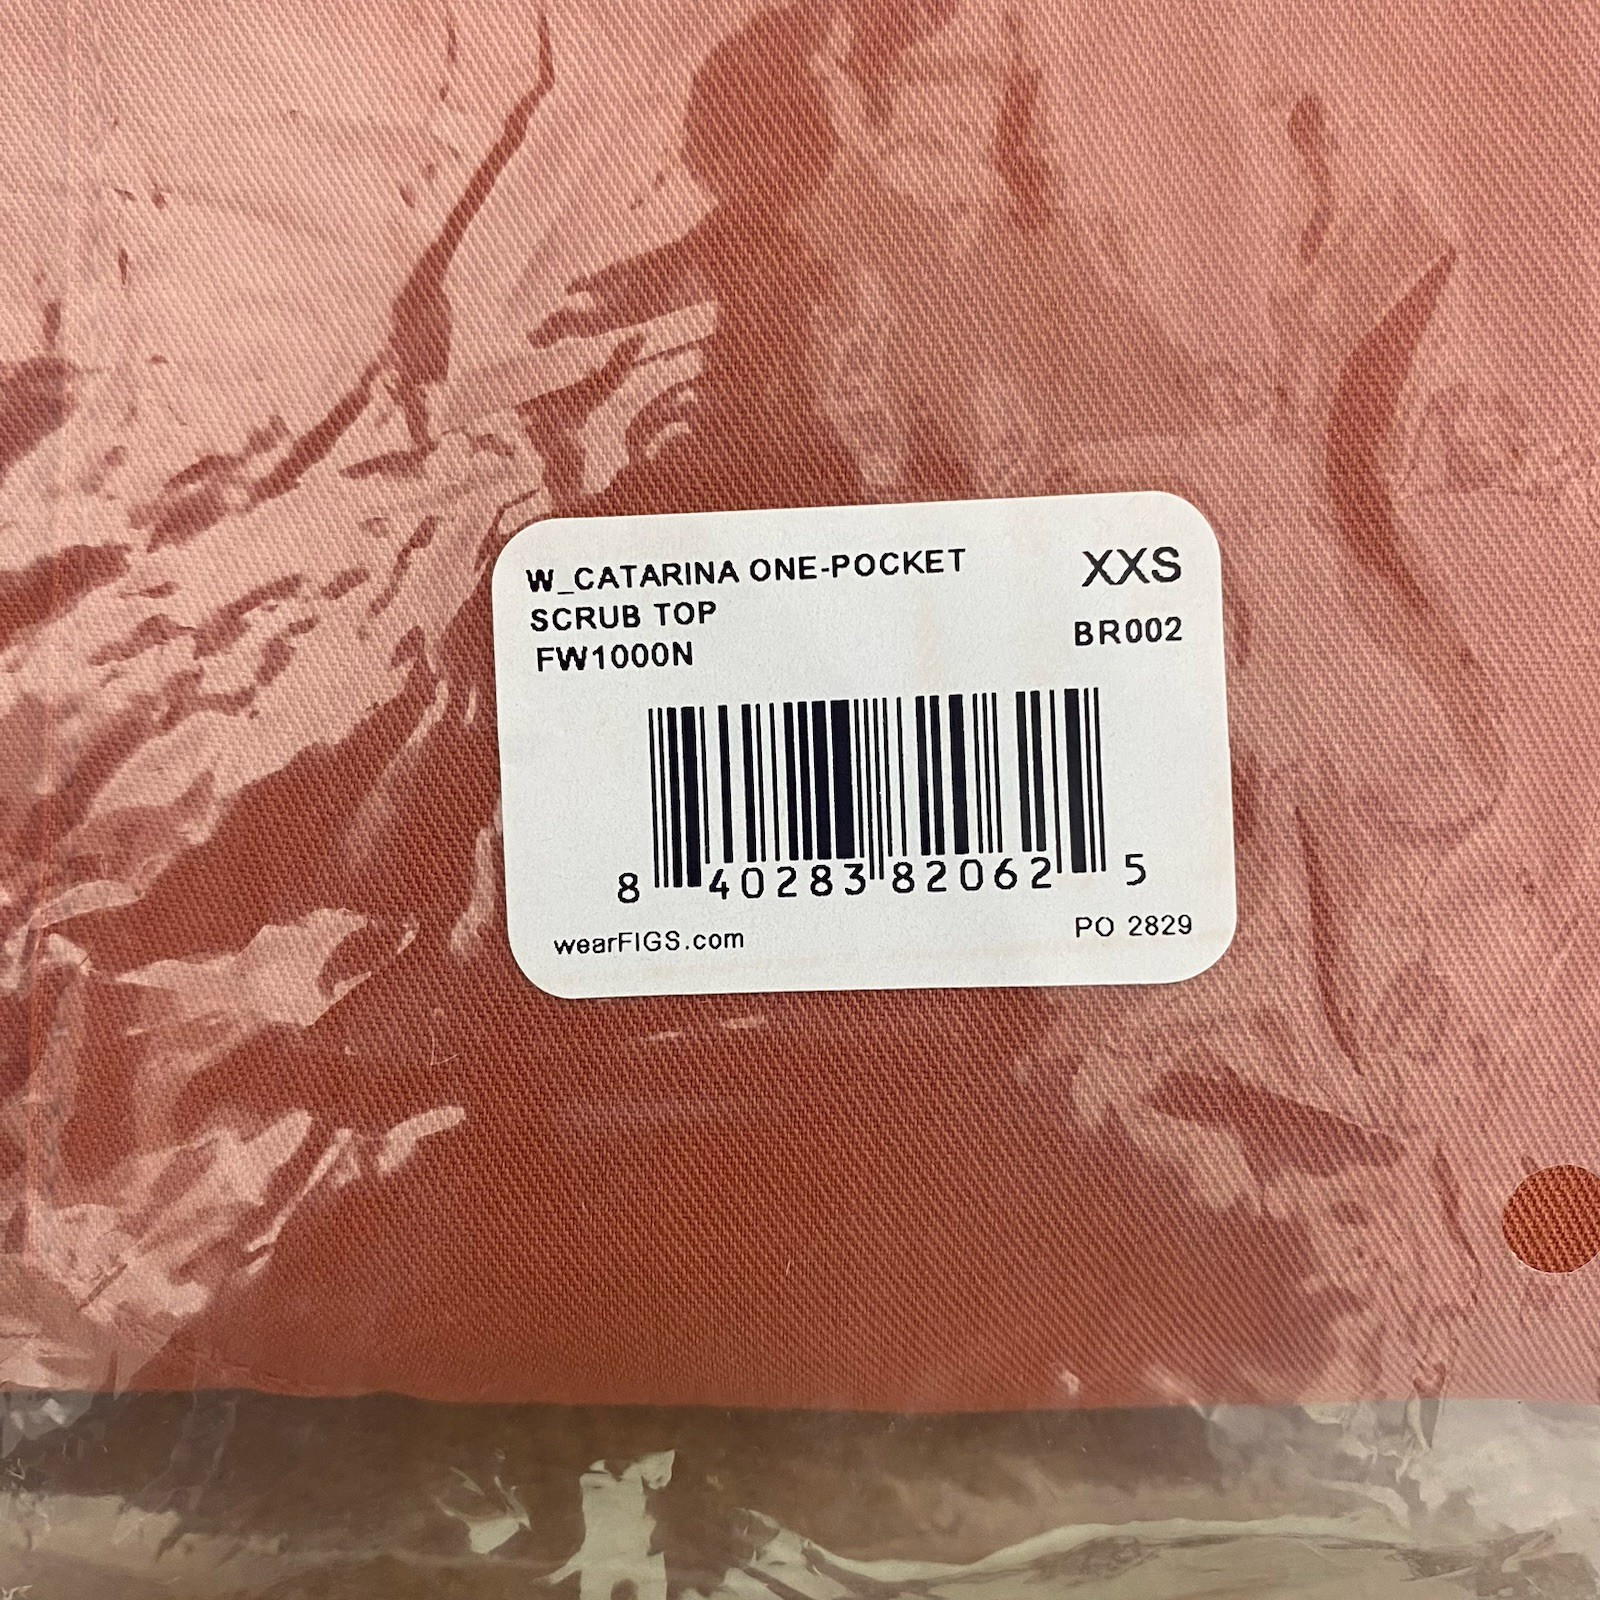 W_CATARINA ONE-POCKET
SCRUB TOP
FW1000N
XXS
BR002
8 40283 82062 5
wearFIGS.com
PO 2829